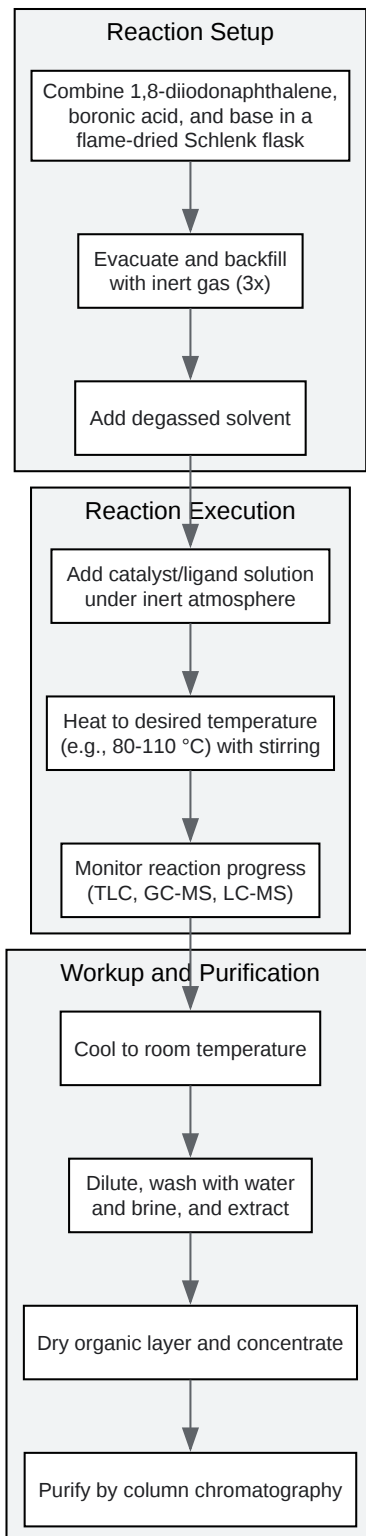 Reaction Setup
Combine 1,8-diiodonaphthalene,
boronic acid, and base in a
flame-dried Schlenk flask
Evacuate and backfill
with inert gas (3x)
Add degassed solvent
Reaction Execution
Add catalyst/ligand solution
under inert atmosphere
Heat to desired temperature
(e.g., 80-110 °C) with stirring
Monitor reaction progress
(TLC, GC-MS, LC-MS)
Workup and Purification
Cool to room temperature
Dilute, wash with water
and brine, and extract
Dry organic layer and concentrate
Purify by column chromatography